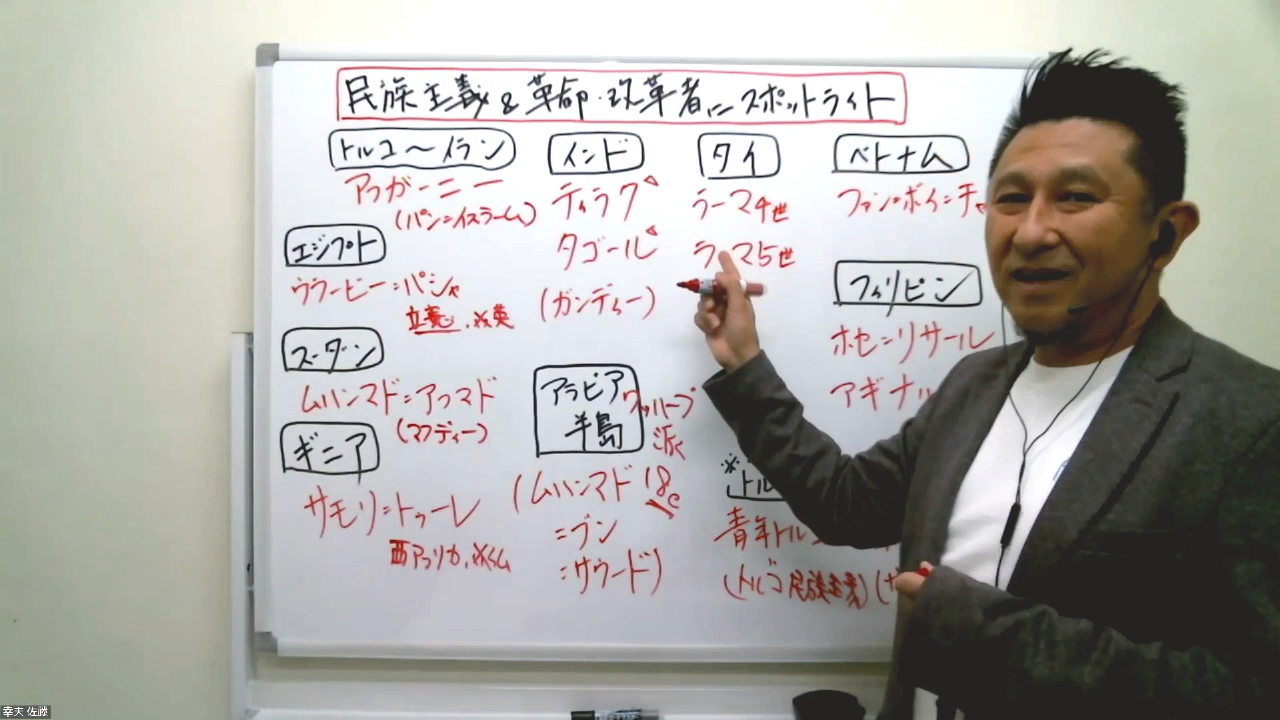 民族主義&革命・改革者にスポットライト
トルコ〜イラン
アフガーニー
(パン=イスラーム)
エジプト
ウラービー=パシャ
立憲、反英
スーダン
ムハンマド=アフマド
(マフディー)
ギニア
サモリ=トゥーレ
西アフリカ、反仏
インド
ティラク
タゴール
(ガンディー)
アラビア
半島
ワッハーブ
派
(ムハンマド 18c
=ブン
=サウード)
タイ
ラーマ4世
ラーマ5世
ベトナム
ファン・ボイ=チャ
フィリピン
ホセ=リサール
アギナル
※トル
青年トル
(トルコ民族主義)(
幸夫 佐藤